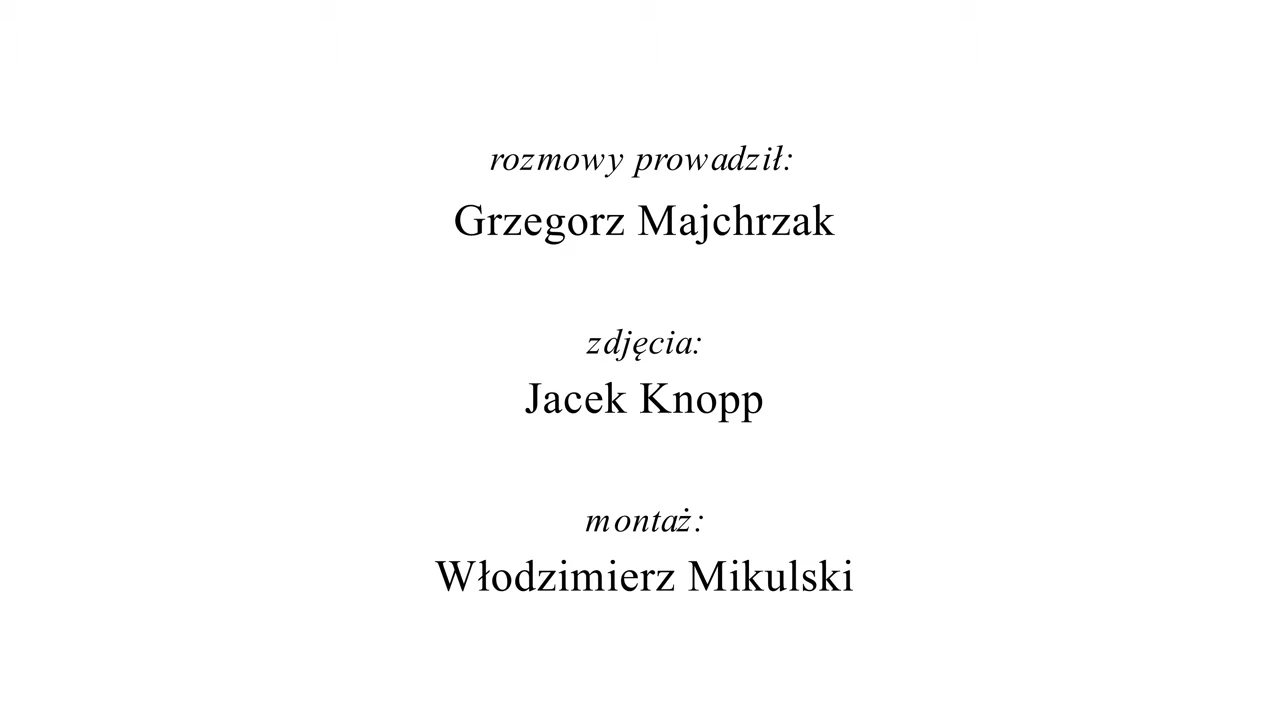 rozmowy prowadził:
Grzegorz Majchrzak
zdjęcia:
Jacek Knopp
montaż:
Włodzimierz Mikulski